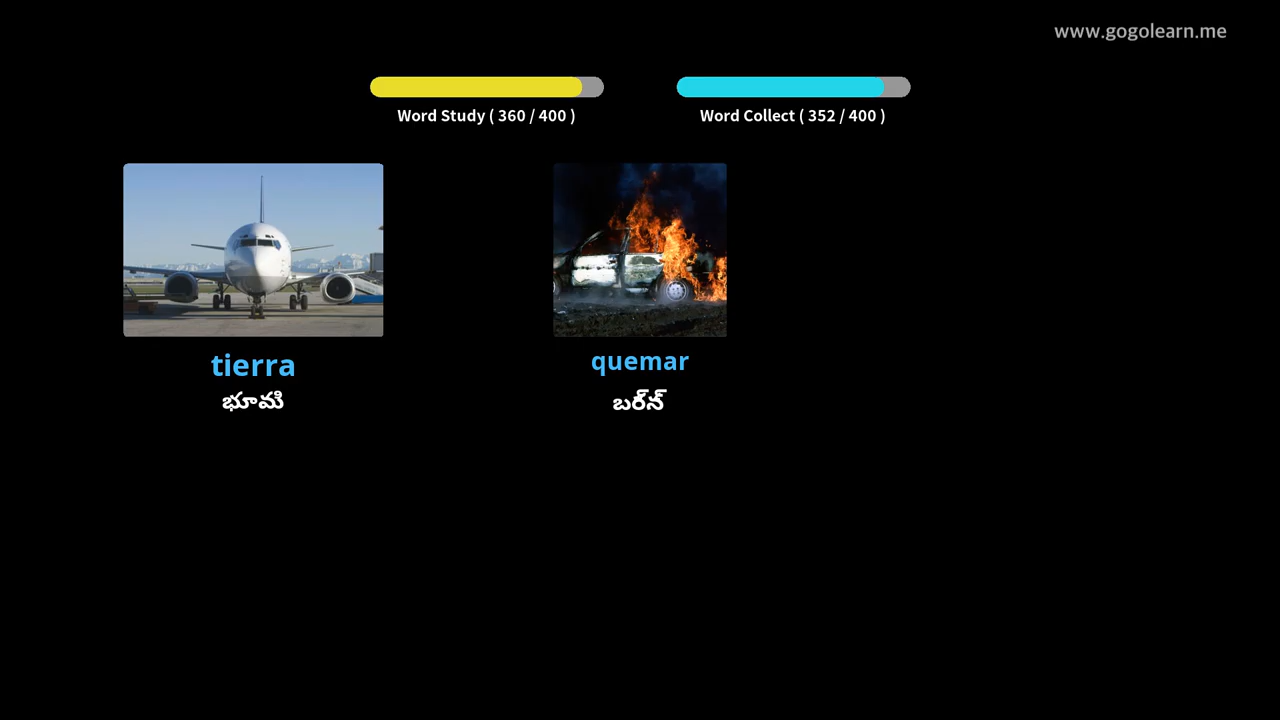 www.gogolearn.me
Word Study ( 360 / 400 )
Word Collect ( 352 / 400 )
tierra
భూమి
quemar
బర్న్